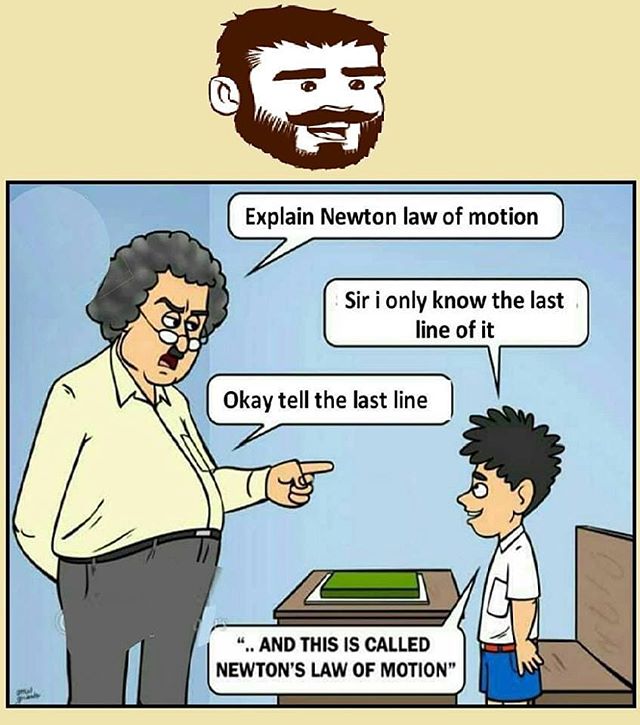 Explain Newton law of motion
Sir i only know the last
line of it
Okay tell the last line
“.. AND THIS IS CALLED
NEWTON'S LAW OF MOTION”